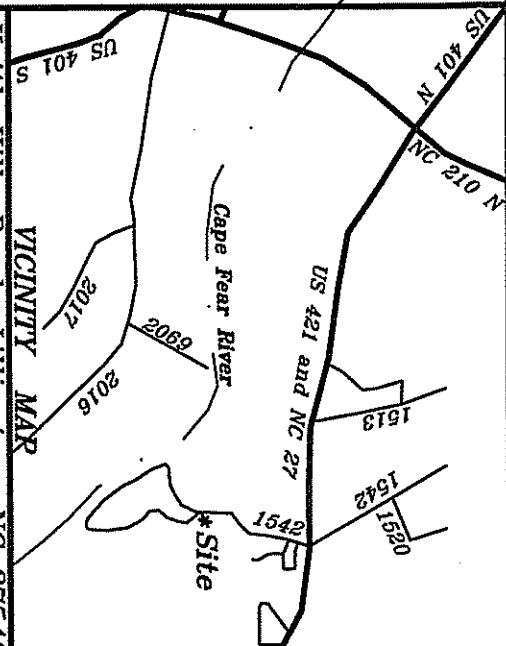 US 401 N
NC 210 N
US 401 S
Cape Fear River
US 421 and NC 27
2017
2069
2016
1513
1542
1520
1542
*Site
VICINITY MAP